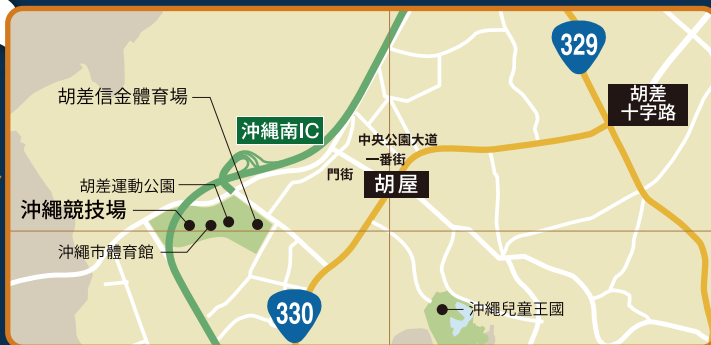 329
胡差
十字路
胡差信金體育場
沖縄南IC
中央公園大道
一番街
門街
胡屋
胡差運動公園
沖繩競技場
沖繩市體育館
330
沖繩兒童王國